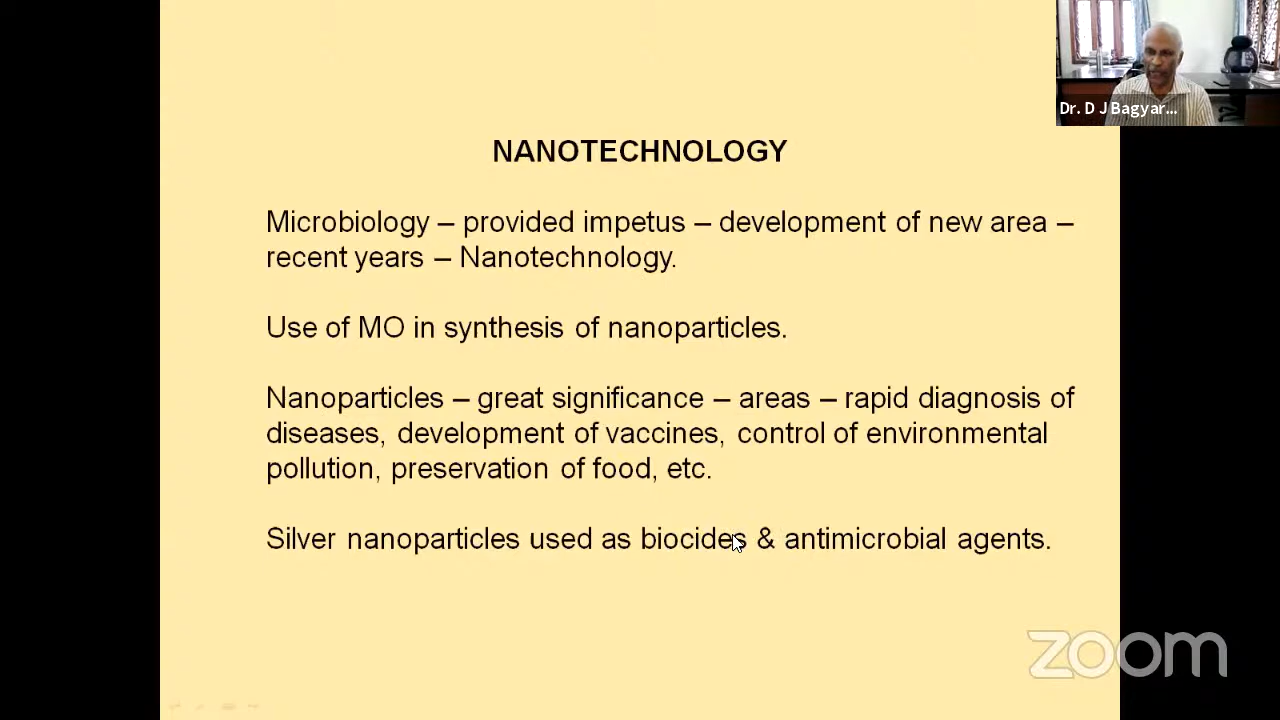 Dr. D J Bagyar...
NANOTECHNOLOGY
Microbiology – provided impetus – development of new area –
recent years – Nanotechnology.
Use of MO in synthesis of nanoparticles.
Nanoparticles – great significance – areas – rapid diagnosis of
diseases, development of vaccines, control of environmental
pollution, preservation of food, etc.
Silver nanoparticles used as biocides & antimicrobial agents.
zoom